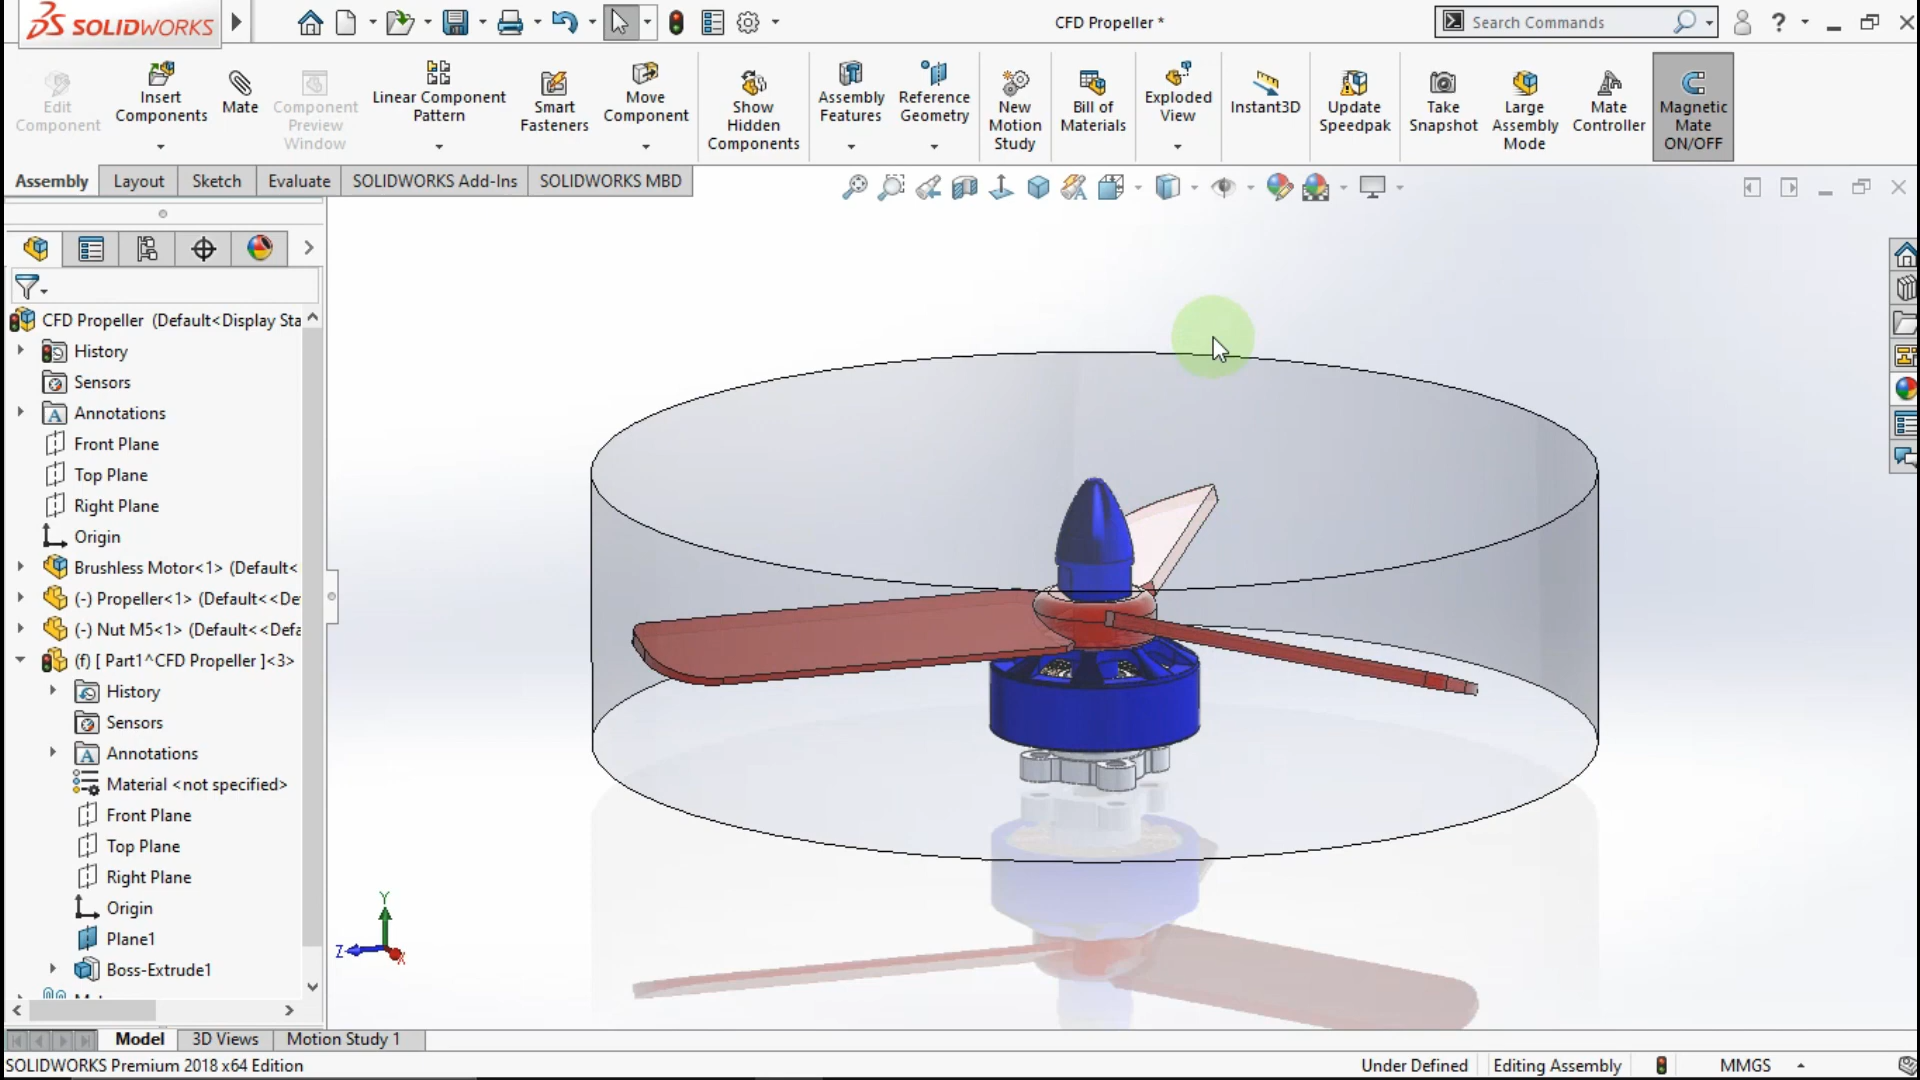 SOLIDWORKS
CFD Propeller *
Search Commands
?
Edit Component
Insert Components
Mate
Component Preview Window
Linear Component Pattern
Smart Fasteners
Move Component
Show Hidden Components
Assembly Features
Reference Geometry
New Motion Study
Bill of Materials
Exploded View
Instant3D
Update Speedpak
Take Snapshot
Large Assembly Mode
Mate Controller
Magnetic Mate ON/OFF
Assembly
Layout
Sketch
Evaluate
SOLIDWORKS Add-Ins
SOLIDWORKS MBD
CFD Propeller (Default<Display Sta
History
Sensors
Annotations
Front Plane
Top Plane
Right Plane
Origin
Brushless Motor<1> (Default<
(-) Propeller<1> (Default<<De
(-) Nut M5<1> (Default<<Defa
(f) [ Part1^CFD Propeller ]<3>
History
Sensors
Annotations
Material <not specified>
Front Plane
Top Plane
Right Plane
Origin
Plane1
Boss-Extrude1
Y
Z
X
Model
3D Views
Motion Study 1
SOLIDWORKS Premium 2018 x64 Edition
Under Defined
Editing Assembly
MMGS